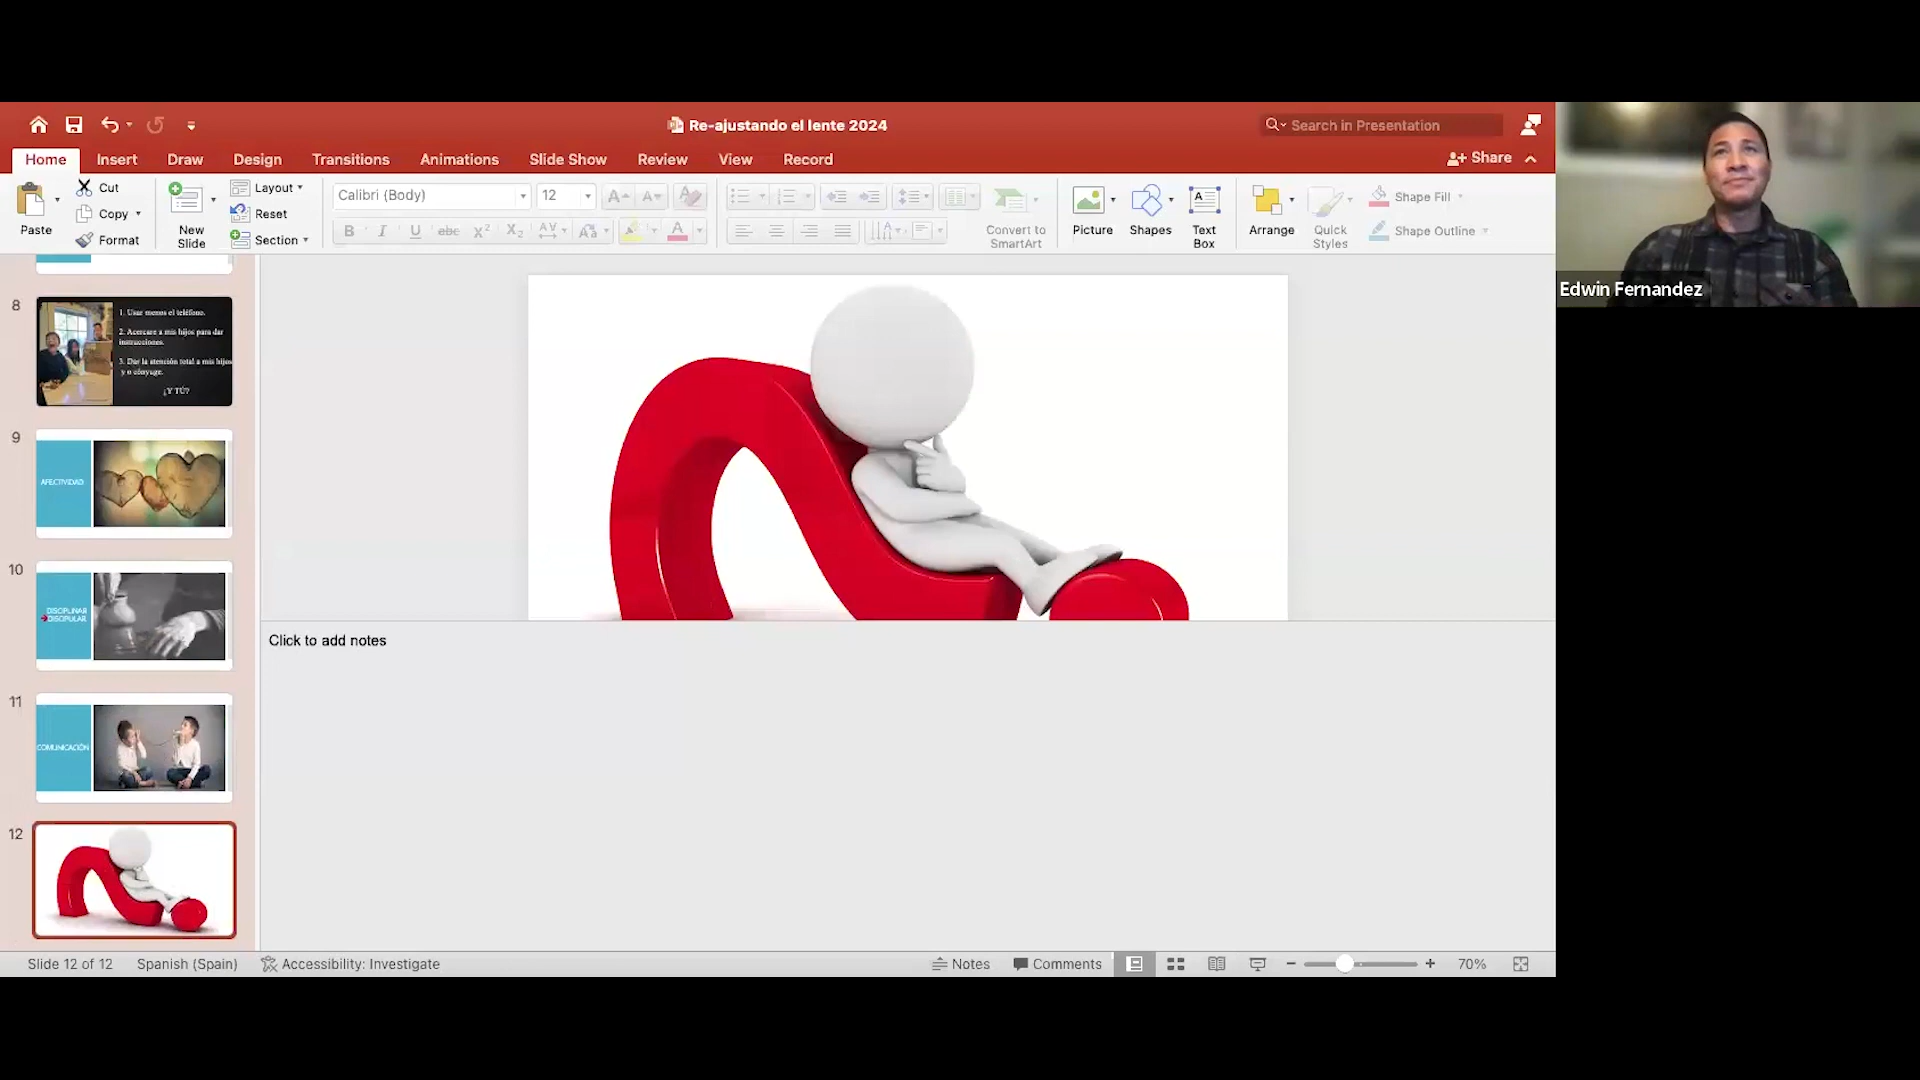 Re-ajustando el lente 2024
Search in Presentation
Home
Insert
Draw
Design
Transitions
Animations
Slide Show
Review
View
Record
Share
Paste
Cut
Copy
Format
New
Slide
Layout
Reset
Section
Calibri (Body)
12
Convert to
SmartArt
Picture
Shapes
Text
Box
Arrange
Quick
Styles
Shape Fill
Shape Outline
Edwin Fernandez
8
1. Usar menos el teléfono.
2. Acercare a mis hijos para dar
instrucciones.
3. Dar la atención total a mis hijos
y o cónyuge.
¿Y TÚ?
9
AFECTIVIDAD
10
DISCIPLINAR
DISCIPULAR
11
COMUNICACIÓN
12
Click to add notes
Slide 12 of 12
Spanish (Spain)
Accessibility: Investigate
Notes
Comments
70%